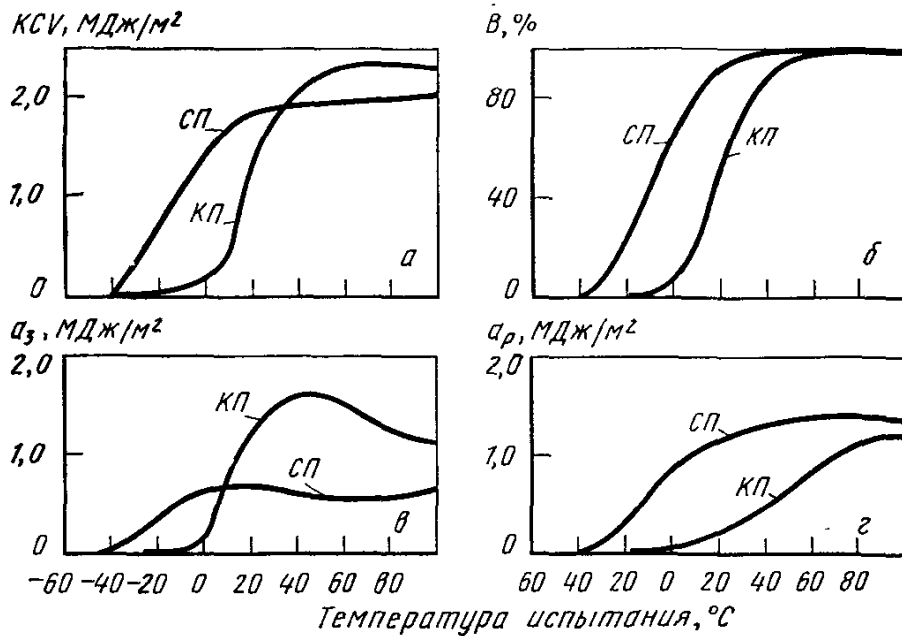 KCV, МДж/м²
2,0
1,0
0
СП
КП
а
B, %
80
40
0
СП
КП
б
a₃, МДж/м²
2,0
1,0
0
КП
СП
в
-60 -40 -20 0 20 40 60 80
aₚ, МДж/м²
2,0
1,0
0
СП
КП
г
60 40 20 0 20 40 60 80
Температура испытания, °С